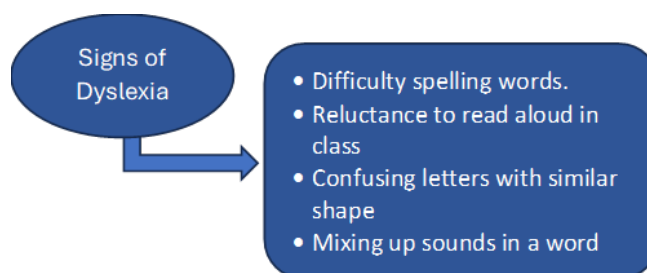 Signs of
Dyslexia
• Difficulty spelling words.
• Reluctance to read aloud in
class
• Confusing letters with similar
shape
• Mixing up sounds in a word